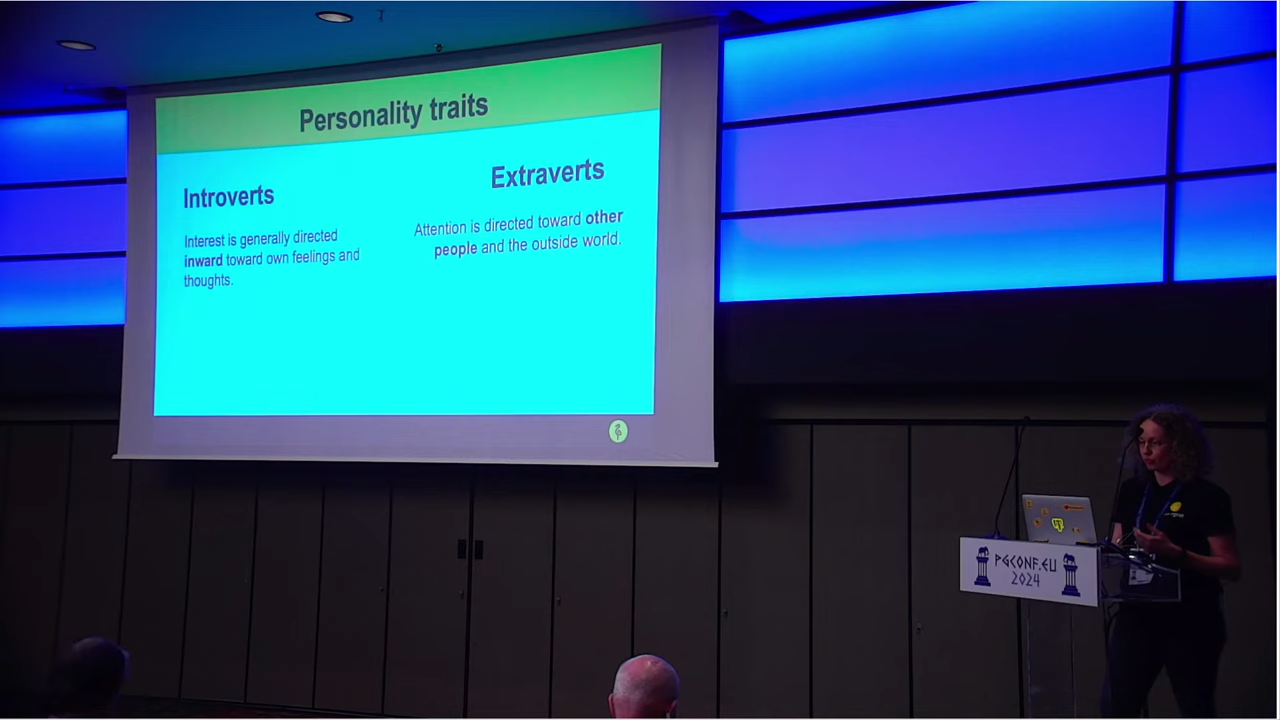 Personality traits
Introverts
Interest is generally directed
inward toward own feelings and
thoughts.
Extraverts
Attention is directed toward other
people and the outside world.
PGCONF.EU
2024